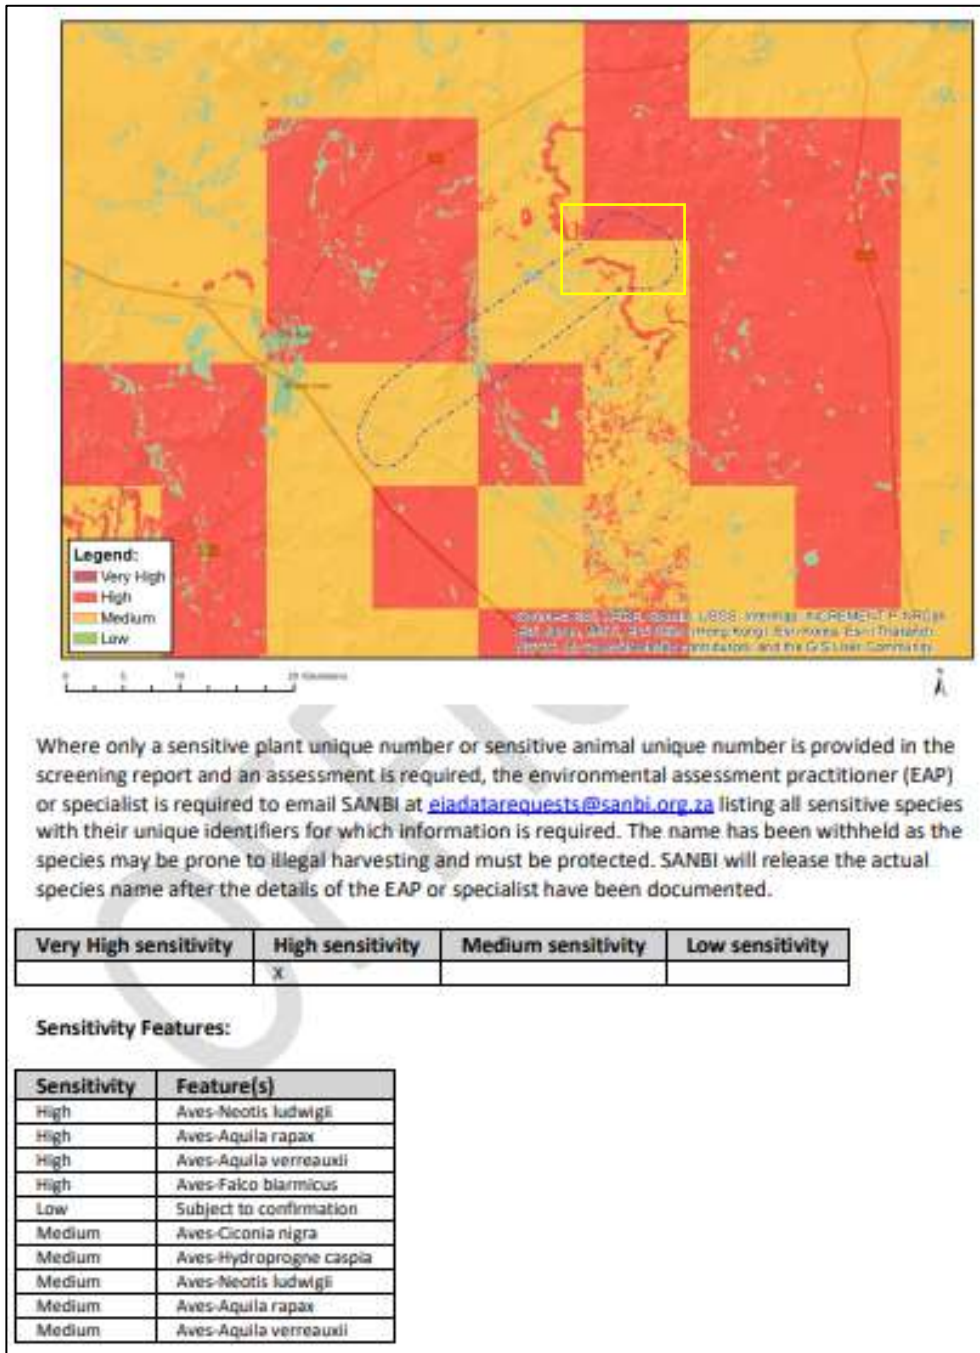 Legend:
Very High
High
Medium
Low
0 5 10 20 Kilometers
N
Where only a sensitive plant unique number or sensitive animal unique number is provided in the
screening report and an assessment is required, the environmental assessment practitioner (EAP)
or specialist is required to email SANBI at eiadatarequests@sanbi.org.za listing all sensitive species
with their unique identifiers for which information is required. The name has been withheld as the
species may be prone to illegal harvesting and must be protected. SANBI will release the actual
species name after the details of the EAP or specialist have been documented.
Very High sensitivity High sensitivity Medium sensitivity Low sensitivity
X
Sensitivity Features:
Sensitivity Feature(s)
High Aves-Neotis ludwigii
High Aves-Aquila rapax
High Aves-Aquila verreauxii
High Aves-Falco biarmicus
Low Subject to confirmation
Medium Aves-Ciconia nigra
Medium Aves-Hydroprogne caspia
Medium Aves-Neotis ludwigii
Medium Aves-Aquila rapax
Medium Aves-Aquila verreauxii